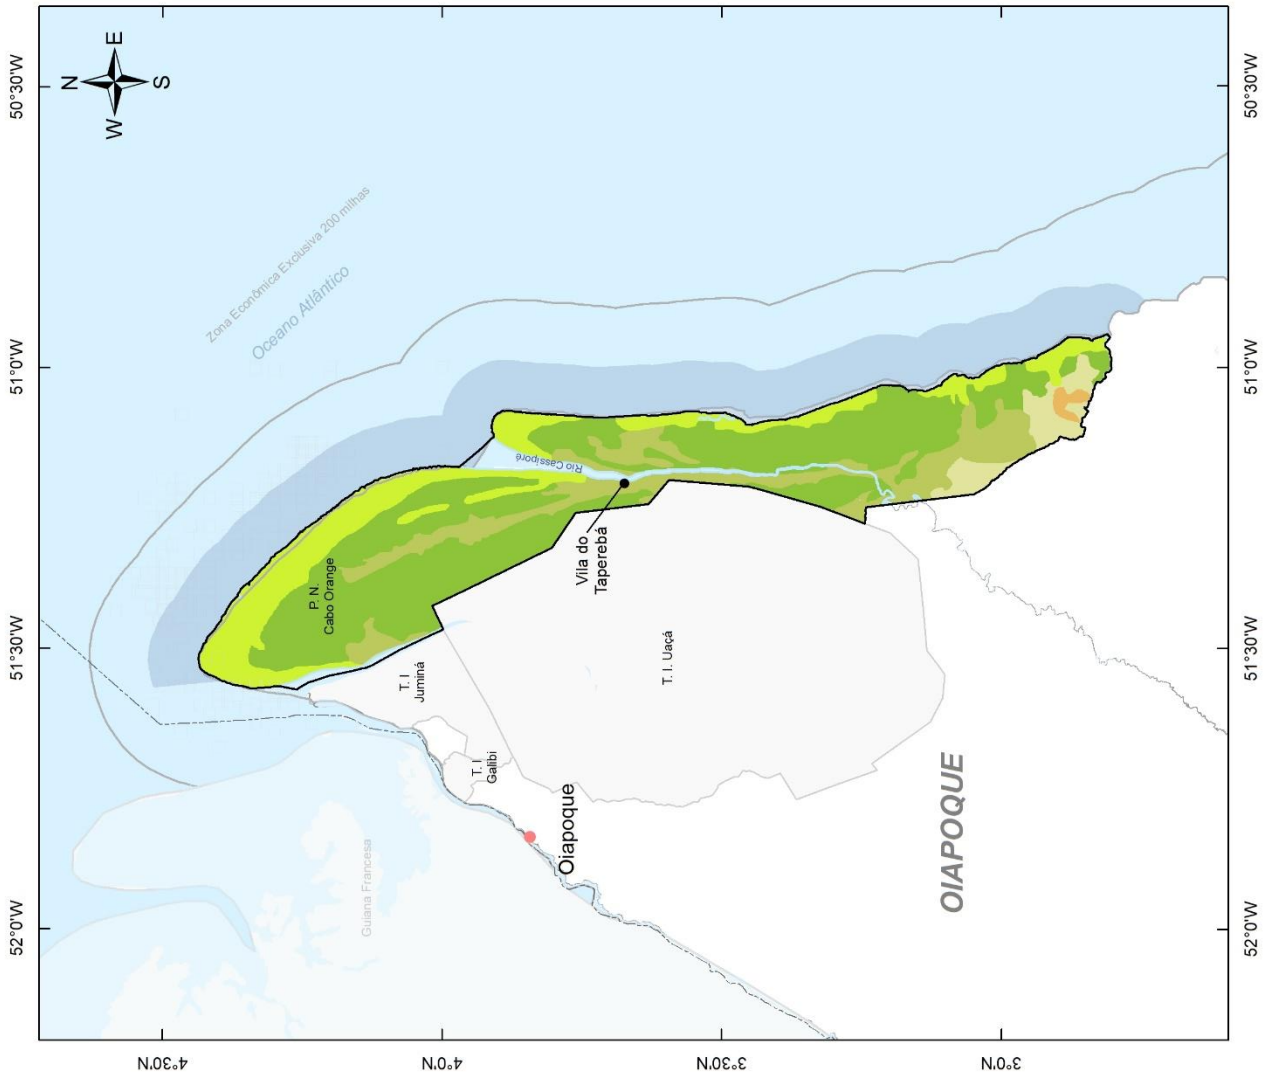 50°30'W
51°0'W
51°30'W
52°0'W
N
W
E
S
Zona Econômica Exclusiva 200 milhas
Oceano Atlântico
4°30'N
4°0'N
3°30'N
3°0'N
P. N.
Cabo Orange
Rio Cassiporé
Vila do
Taperebá
T. I
Juminá
T. I. Uaçá
T. I
Galibi
Oiapoque
Guiana Francesa
OIAPOQUE
50°30'W
51°0'W
51°30'W
52°0'W